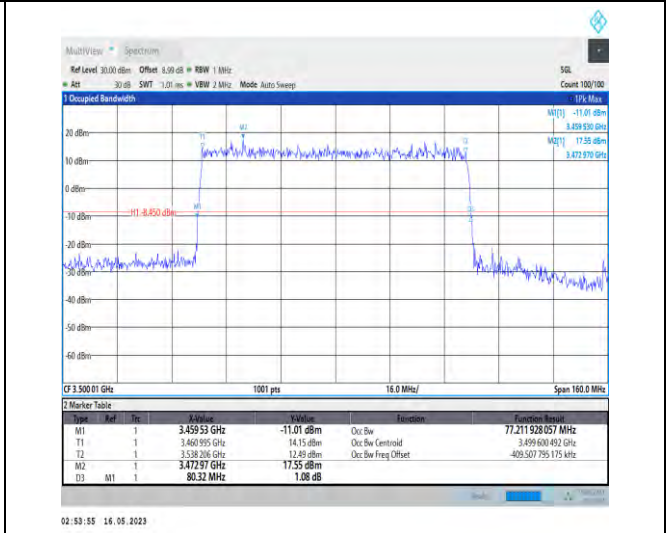 MultiView Spectrum
Ref Level 30.00 dBm Offset 8.99 dB RBW 1 MHz SGL
Att 30 dB SWT 1.01 ms VBW 2 MHz Mode Auto Sweep Count 100/100
1 Occupied Bandwidth 1Pk Max
M1[1] -11.01 dBm
3.459 530 GHz
M2[1] 17.55 dBm
3.472 970 GHz
20 dBm
10 dBm
0 dBm
-10 dBm
-20 dBm
-30 dBm
-40 dBm
-50 dBm
-60 dBm
T1
M2
T2
H1 -8.450 dBm
M1
D3
CF 3.500 01 GHz 1001 pts 16.0 MHz/ Span 160.0 MHz
2 Marker Table
Type Ref Trc X-Value Y-Value Function Function Result
M1 1 3.459 53 GHz -11.01 dBm Occ Bw 77.211 928 057 MHz
T1 1 3.460 995 GHz 14.15 dBm Occ Bw Centroid 3.499 600 492 GHz
T2 1 3.538 206 GHz 12.49 dBm Occ Bw Freq Offset -409.507 795 175 kHz
M2 1 3.472 97 GHz 17.55 dBm
D3 M1 1 80.32 MHz 1.08 dB
02:53:55 16.05.2023